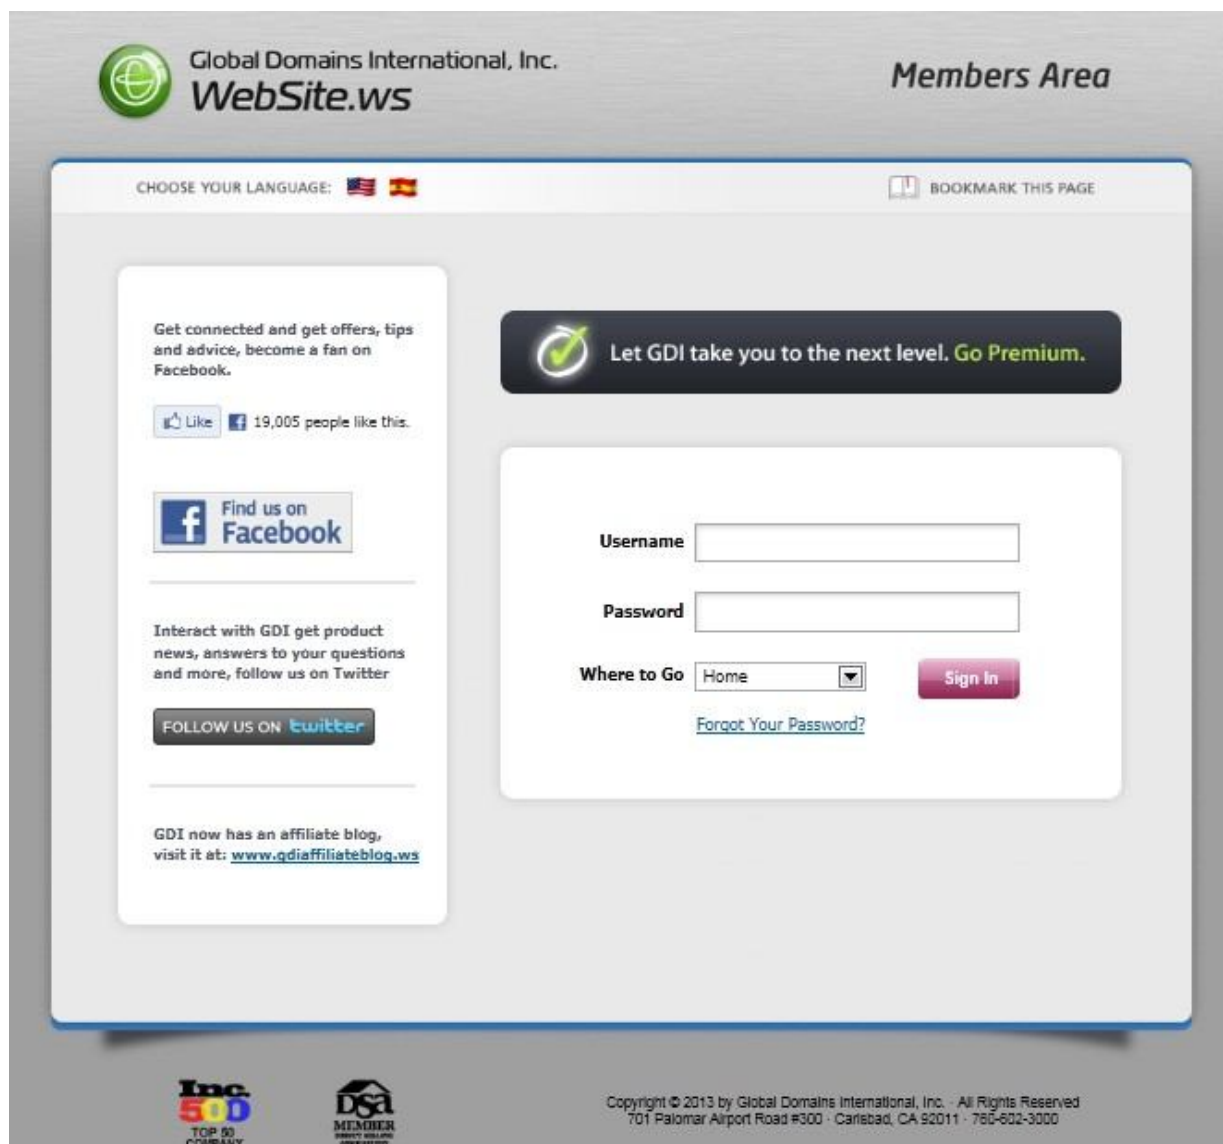 Global Domains International, Inc.
WebSite.ws
Members Area
CHOOSE YOUR LANGUAGE:
BOOKMARK THIS PAGE
Get connected and get offers, tips
and advice, become a fan on
Facebook.
Like
19,005 people like this.
Find us on
Facebook
Interact with GDI get product
news, answers to your questions
and more, follow us on Twitter
FOLLOW US ON twitter
GDI now has an affiliate blog,
visit it at: www.gdiaffiliateblog.ws
Let GDI take you to the next level. Go Premium.
Username
Password
Where to Go
Home
Sign In
Forgot Your Password?
Inc.
500
TOP 50
COMPANY
DSA
MEMBER
Copyright © 2013 by Global Domains International, Inc. · All Rights Reserved
701 Palomar Airport Road #300 · Carlsbad, CA 92011 · 760-602-3000